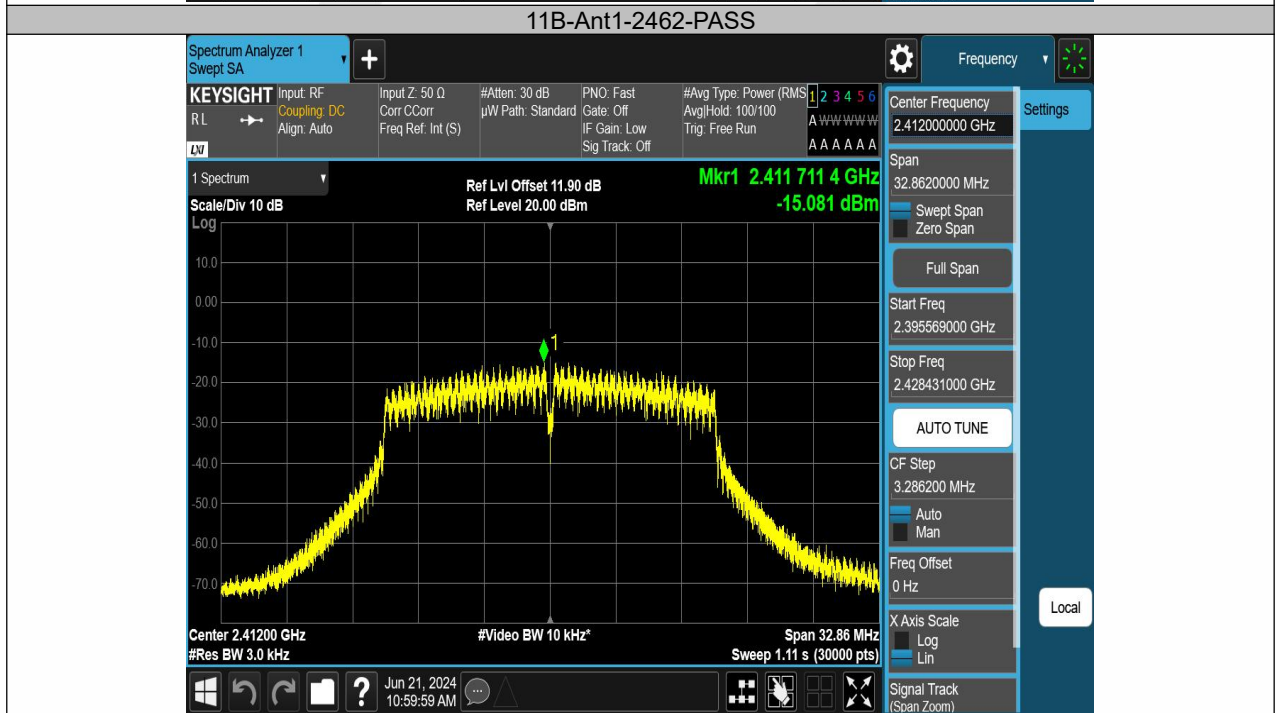 11B-Ant1-2462-PASS
Spectrum Analyzer 1
Swept SA
+
Frequency
KEYSIGHT
R L
LXI
Input: RF
Coupling: DC
Align: Auto
Input Z: 50 Ω
Corr CCorr
Freq Ref: Int (S)
#Atten: 30 dB
µW Path: Standard
PNO: Fast
Gate: Off
IF Gain: Low
Sig Track: Off
#Avg Type: Power (RMS
Avg|Hold: 100/100
Trig: Free Run
1 2 3 4 5 6
A W W W W W
A A A A A A
1 Spectrum
Scale/Div 10 dB
Log
Ref Lvl Offset 11.90 dB
Ref Level 20.00 dBm
Mkr1 2.411 711 4 GHz
-15.081 dBm
10.0
0.00
-10.0
-20.0
-30.0
-40.0
-50.0
-60.0
-70.0
1
Center 2.41200 GHz
#Res BW 3.0 kHz
#Video BW 10 kHz*
Span 32.86 MHz
Sweep 1.11 s (30000 pts)
Center Frequency
2.412000000 GHz
Span
32.8620000 MHz
Swept Span
Zero Span
Full Span
Start Freq
2.395569000 GHz
Stop Freq
2.428431000 GHz
AUTO TUNE
CF Step
3.286200 MHz
Auto
Man
Freq Offset
0 Hz
X Axis Scale
Log
Lin
Signal Track
(Span Zoom)
Settings
Local
?
Jun 21, 2024
10:59:59 AM